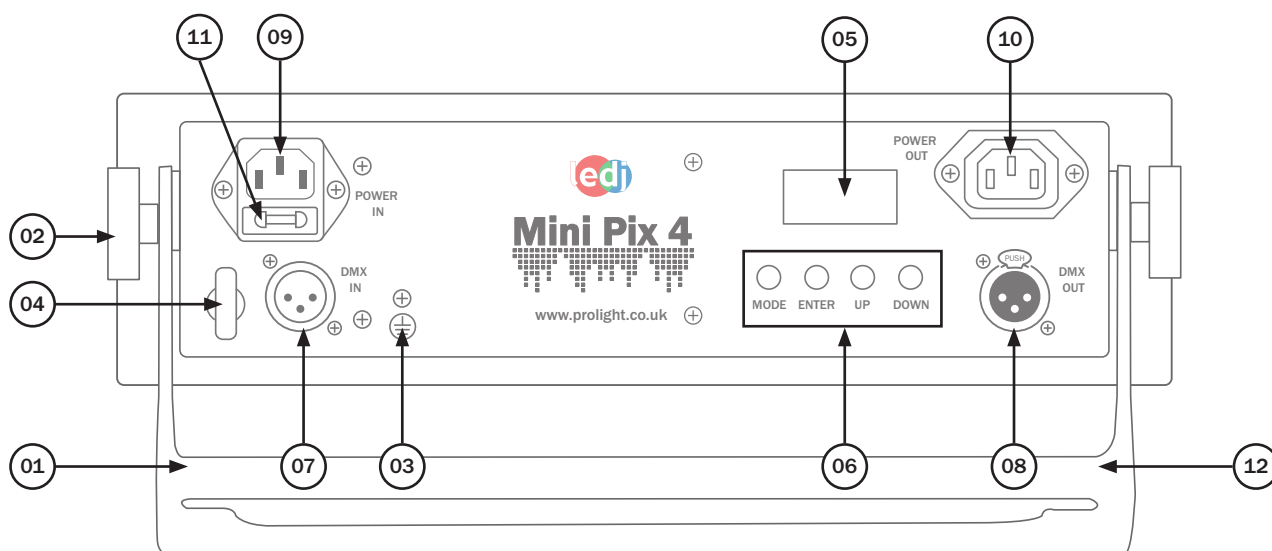 11
09
05
10
POWER
OUT
ledj
POWER
IN
02
Mini Pix 4
DMX
IN
PUSH
DMX
OUT
04
MODE ENTER UP DOWN
www.prolight.co.uk
01
07
03
06
08
12